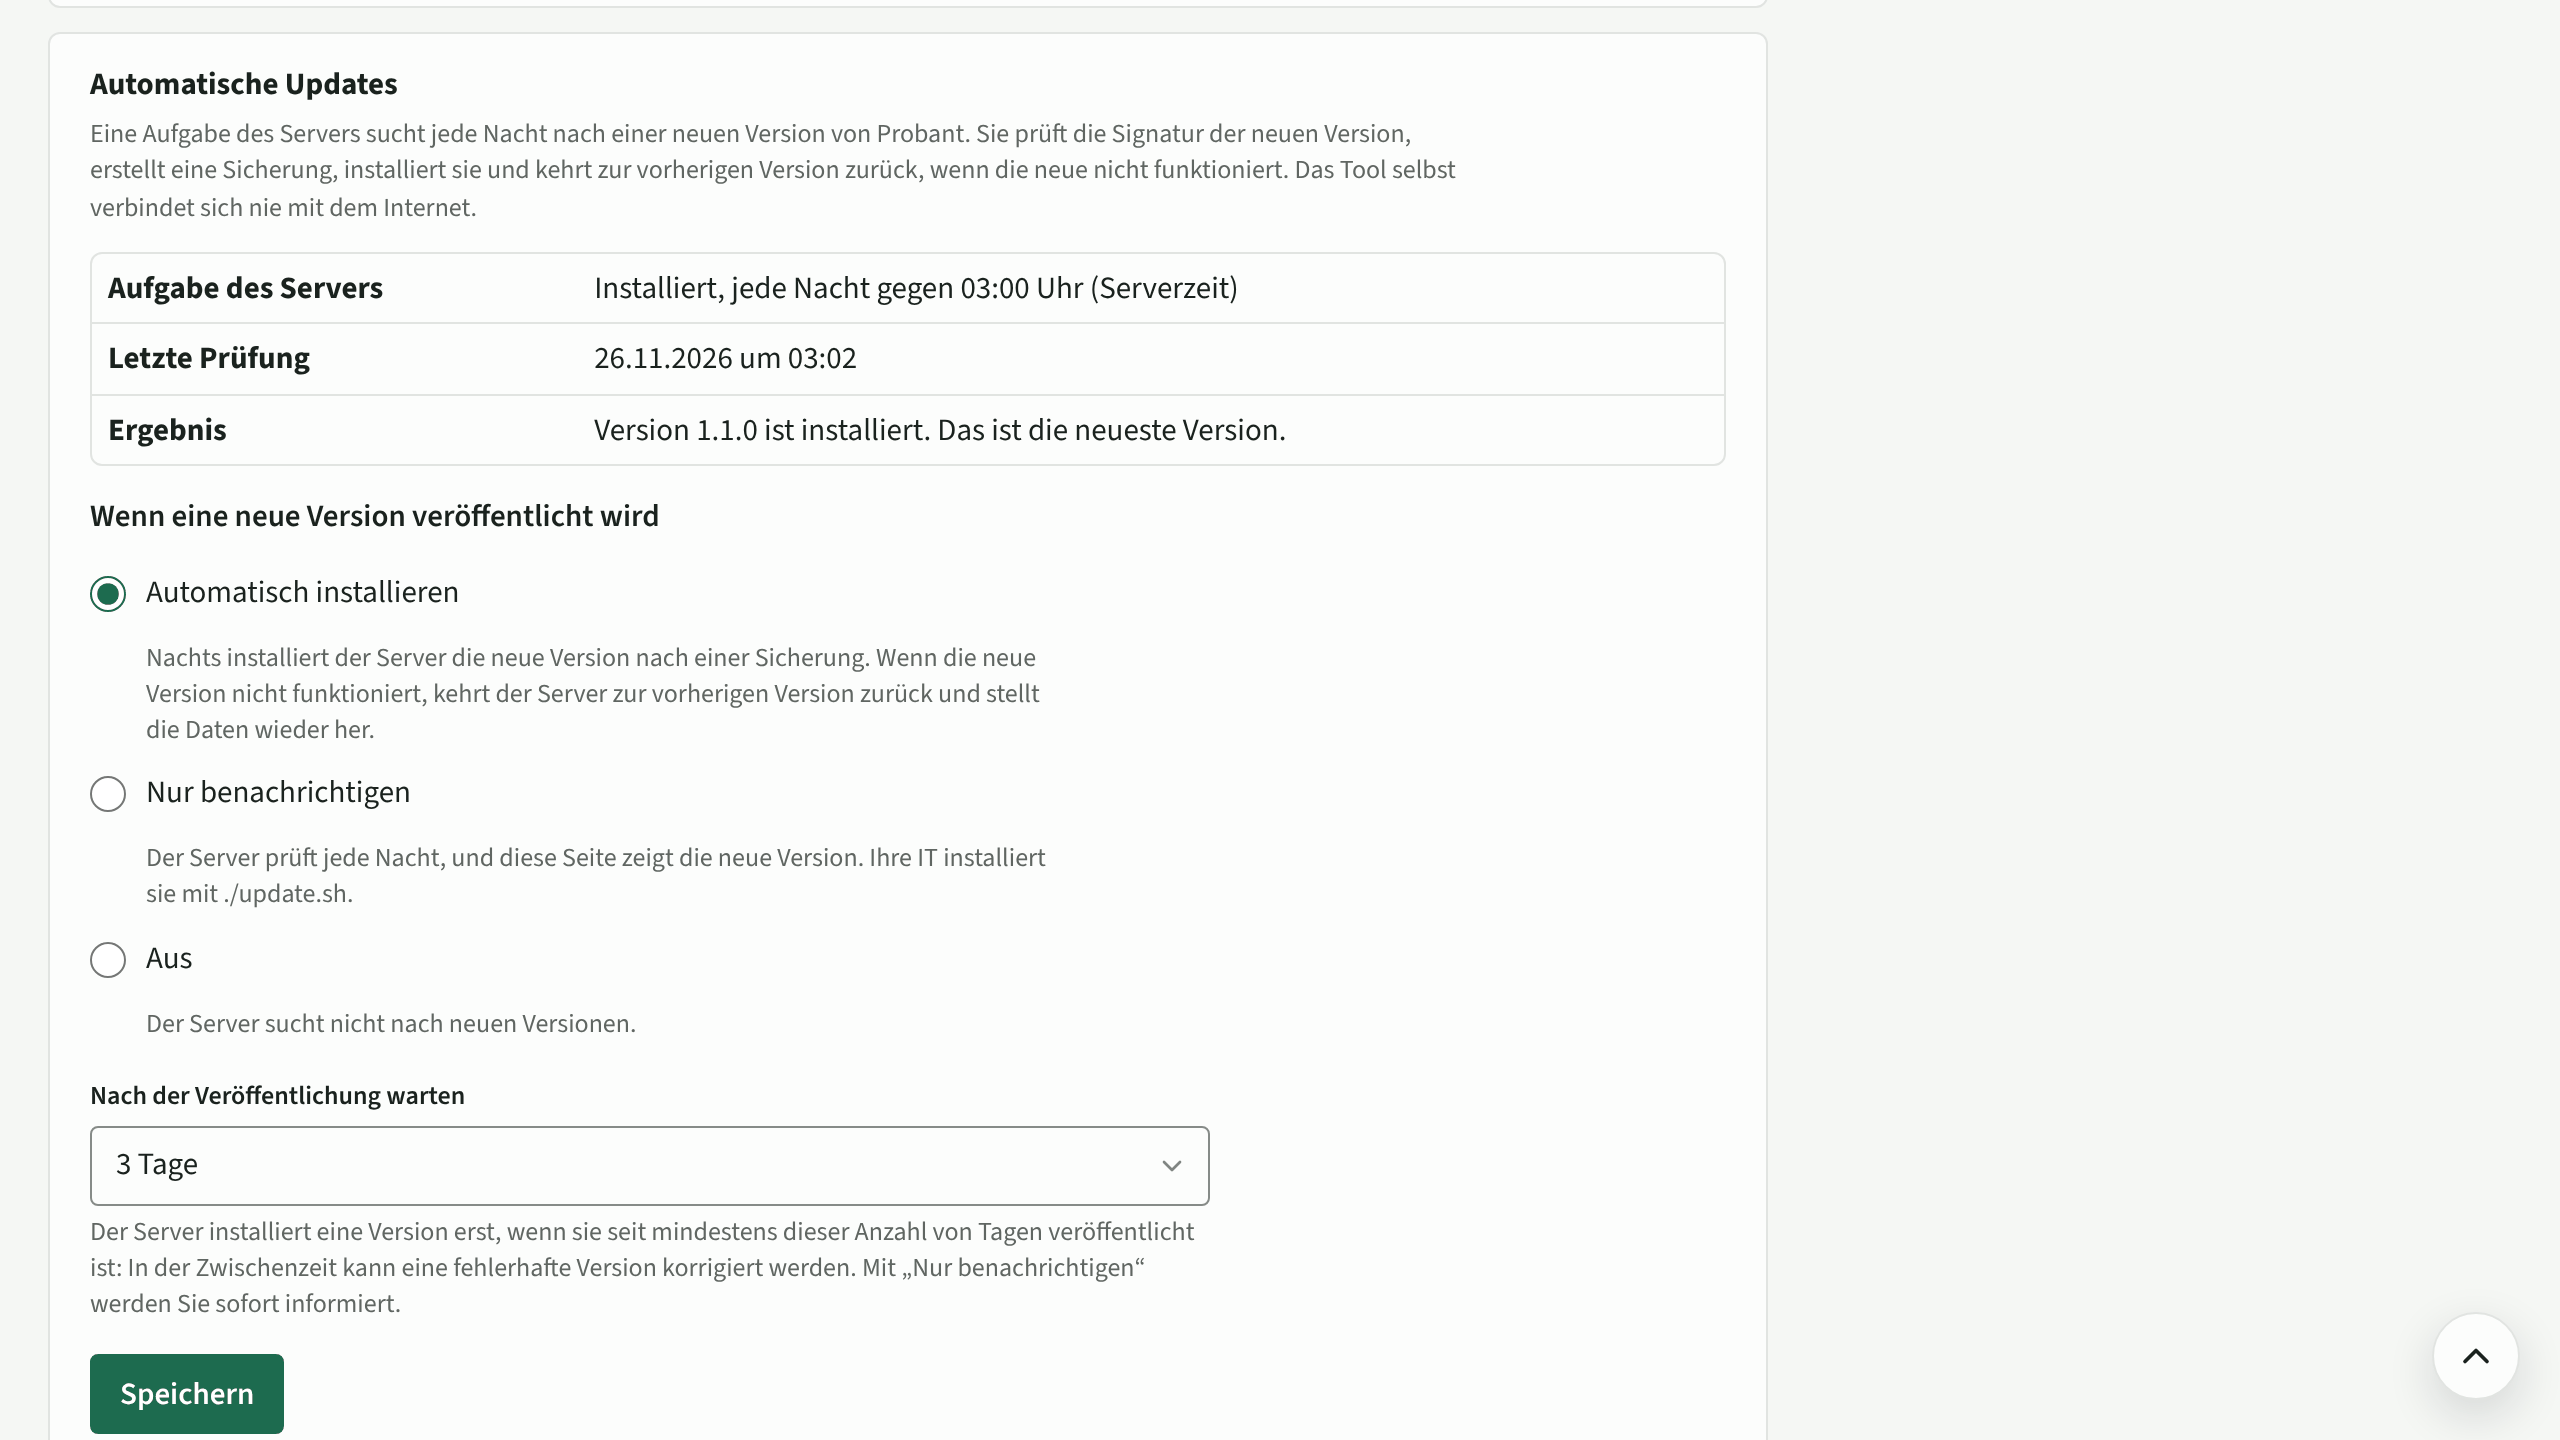 Automatische Updates
Eine Aufgabe des Servers sucht jede Nacht nach einer neuen Version von Probant. Sie prüft die Signatur der neuen Version,
erstellt eine Sicherung, installiert sie und kehrt zur vorherigen Version zurück, wenn die neue nicht funktioniert. Das Tool selbst
verbindet sich nie mit dem Internet.
Aufgabe des Servers Installiert, jede Nacht gegen 03:00 Uhr (Serverzeit)
Letzte Prüfung 26.11.2026 um 03:02
Ergebnis Version 1.1.0 ist installiert. Das ist die neueste Version.
Wenn eine neue Version veröffentlicht wird
Automatisch installieren
Nachts installiert der Server die neue Version nach einer Sicherung. Wenn die neue
Version nicht funktioniert, kehrt der Server zur vorherigen Version zurück und stellt
die Daten wieder her.
Nur benachrichtigen
Der Server prüft jede Nacht, und diese Seite zeigt die neue Version. Ihre IT installiert
sie mit ./update.sh.
Aus
Der Server sucht nicht nach neuen Versionen.
Nach der Veröffentlichung warten
3 Tage
Der Server installiert eine Version erst, wenn sie seit mindestens dieser Anzahl von Tagen veröffentlicht
ist: In der Zwischenzeit kann eine fehlerhafte Version korrigiert werden. Mit „Nur benachrichtigen“
werden Sie sofort informiert.
Speichern